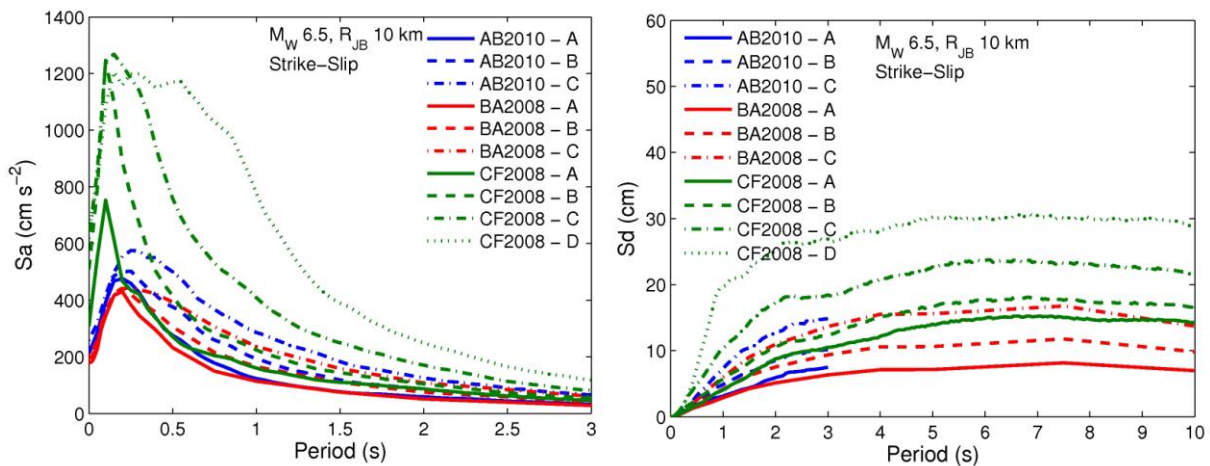 1400
1200
1000
800
600
400
200
0
Sa (cm s⁻²)
M_W 6.5, R_JB 10 km
Strike−Slip
AB2010 − A
AB2010 − B
AB2010 − C
BA2008 − A
BA2008 − B
BA2008 − C
CF2008 − A
CF2008 − B
CF2008 − C
CF2008 − D
0 0.5 1 1.5 2 2.5 3
Period (s)
60
50
40
30
20
10
0
Sd (cm)
AB2010 − A
AB2010 − B
AB2010 − C
BA2008 − A
BA2008 − B
BA2008 − C
CF2008 − A
CF2008 − B
CF2008 − C
CF2008 − D
M_W 6.5, R_JB 10 km
Strike−Slip
0 1 2 3 4 5 6 7 8 9 10
Period (s)